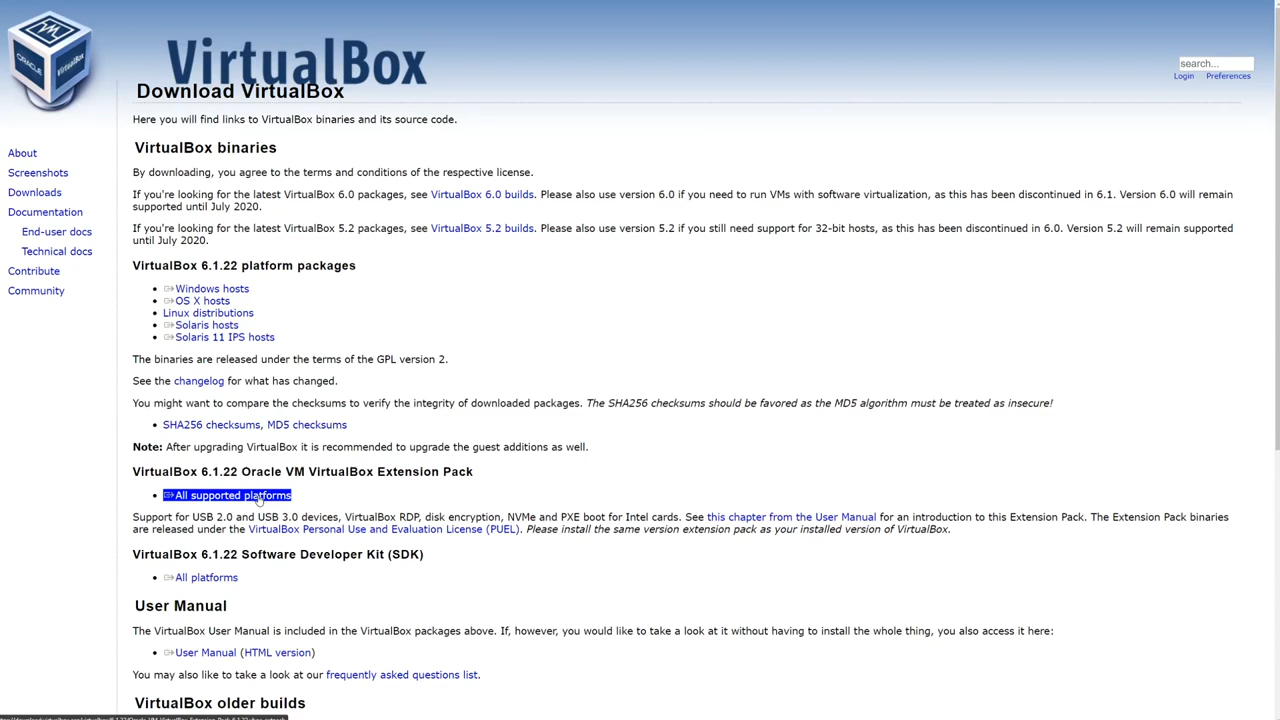 VirtualBox
ORACLE
VirtualBox
search...
Login Preferences
Download VirtualBox
Here you will find links to VirtualBox binaries and its source code.
About
Screenshots
Downloads
Documentation
End-user docs
Technical docs
Contribute
Community
VirtualBox binaries
By downloading, you agree to the terms and conditions of the respective license.
If you're looking for the latest VirtualBox 6.0 packages, see VirtualBox 6.0 builds. Please also use version 6.0 if you need to run VMs with software virtualization, as this has been discontinued in 6.1. Version 6.0 will remain
supported until July 2020.
If you're looking for the latest VirtualBox 5.2 packages, see VirtualBox 5.2 builds. Please also use version 5.2 if you still need support for 32-bit hosts, as this has been discontinued in 6.0. Version 5.2 will remain supported
until July 2020.
VirtualBox 6.1.22 platform packages
Windows hosts
OS X hosts
Linux distributions
Solaris hosts
Solaris 11 IPS hosts
The binaries are released under the terms of the GPL version 2.
See the changelog for what has changed.
You might want to compare the checksums to verify the integrity of downloaded packages. The SHA256 checksums should be favored as the MD5 algorithm must be treated as insecure!
SHA256 checksums, MD5 checksums
Note: After upgrading VirtualBox it is recommended to upgrade the guest additions as well.
VirtualBox 6.1.22 Oracle VM VirtualBox Extension Pack
All supported platforms
Support for USB 2.0 and USB 3.0 devices, VirtualBox RDP, disk encryption, NVMe and PXE boot for Intel cards. See this chapter from the User Manual for an introduction to this Extension Pack. The Extension Pack binaries
are released under the VirtualBox Personal Use and Evaluation License (PUEL). Please install the same version extension pack as your installed version of VirtualBox.
VirtualBox 6.1.22 Software Developer Kit (SDK)
All platforms
User Manual
The VirtualBox User Manual is included in the VirtualBox packages above. If, however, you would like to take a look at it without having to install the whole thing, you also access it here:
User Manual (HTML version)
You may also like to take a look at our frequently asked questions list.
VirtualBox older builds